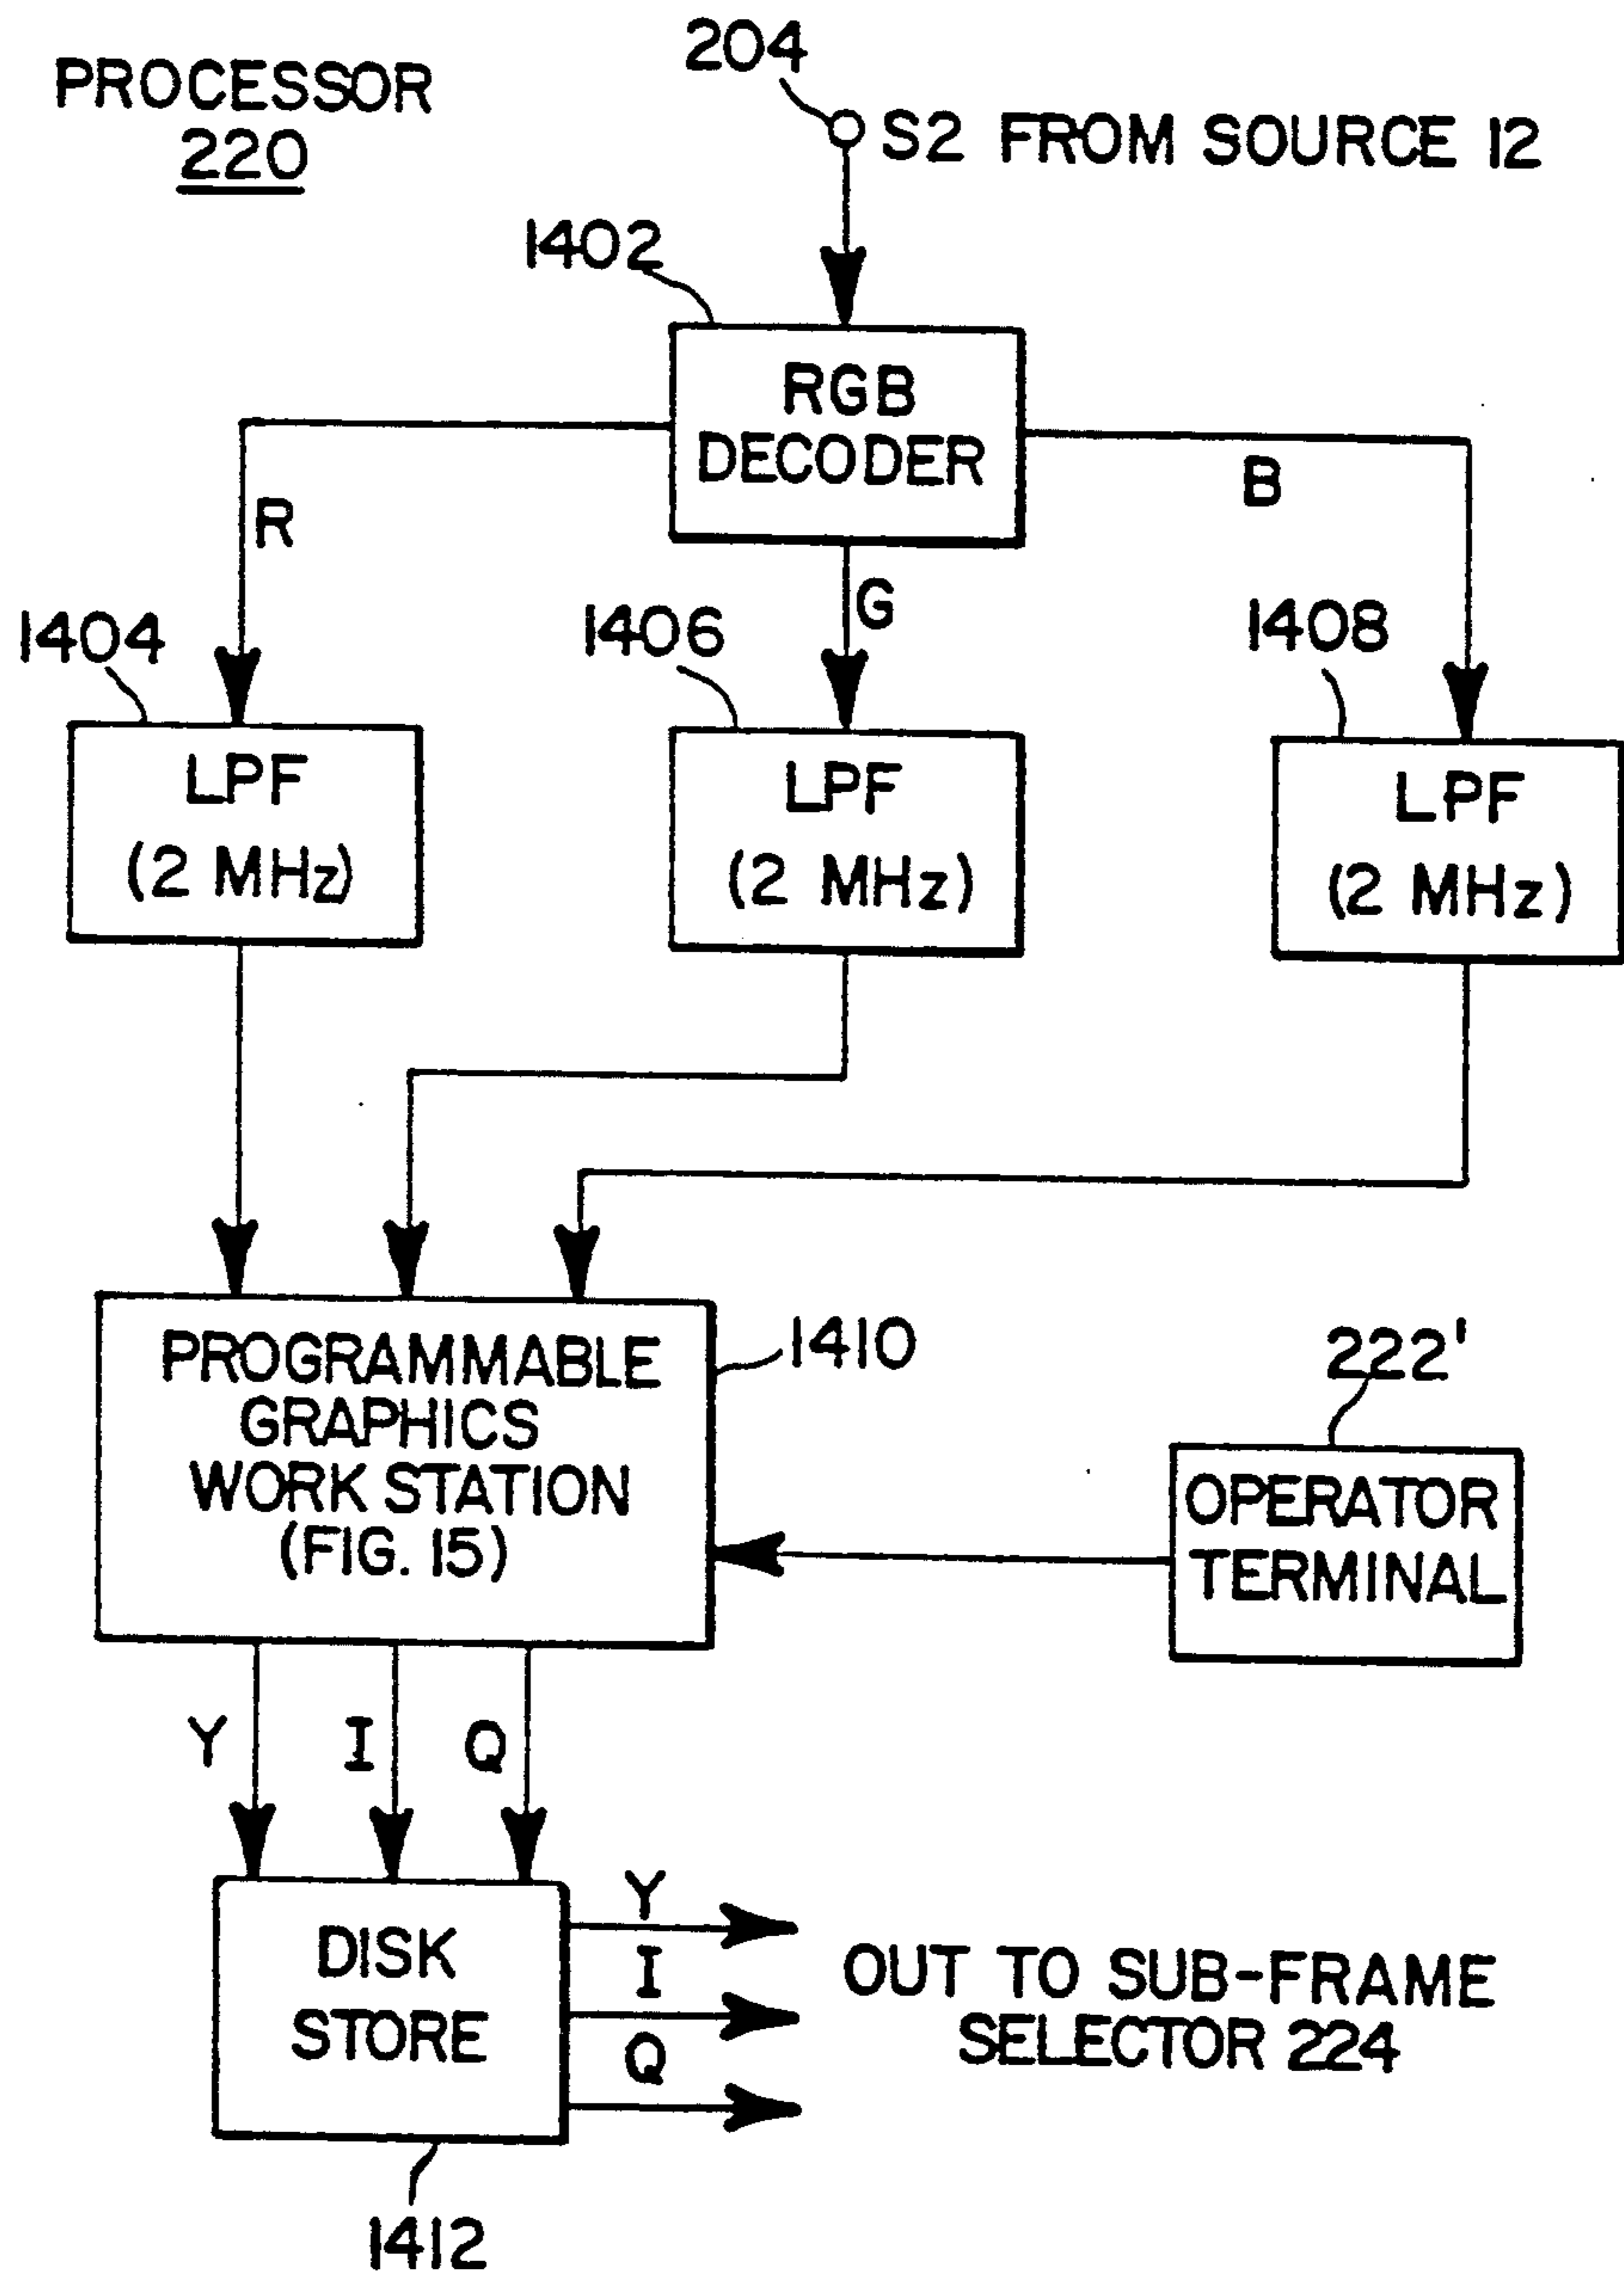 PROCESSOR
220
204
S2 FROM SOURCE 12
1402
RGB
DECODER
R
G
B
1404
1406
1408
LPF
(2 MHz)
LPF
(2 MHz)
LPF
(2 MHz)
PROGRAMMABLE
GRAPHICS
WORK STATION
(FIG. 15)
1410
222'
OPERATOR
TERMINAL
Y
I
Q
DISK
STORE
Y
I
Q
OUT TO SUB-FRAME
SELECTOR 224
1412